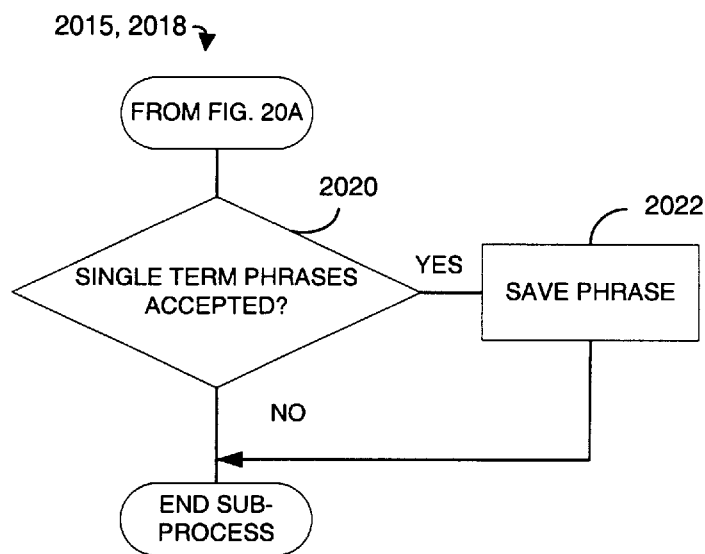 2015, 2018
FROM FIG. 20A
2020
2022
SINGLE TERM PHRASES
ACCEPTED?
YES
SAVE PHRASE
NO
END SUB-
PROCESS